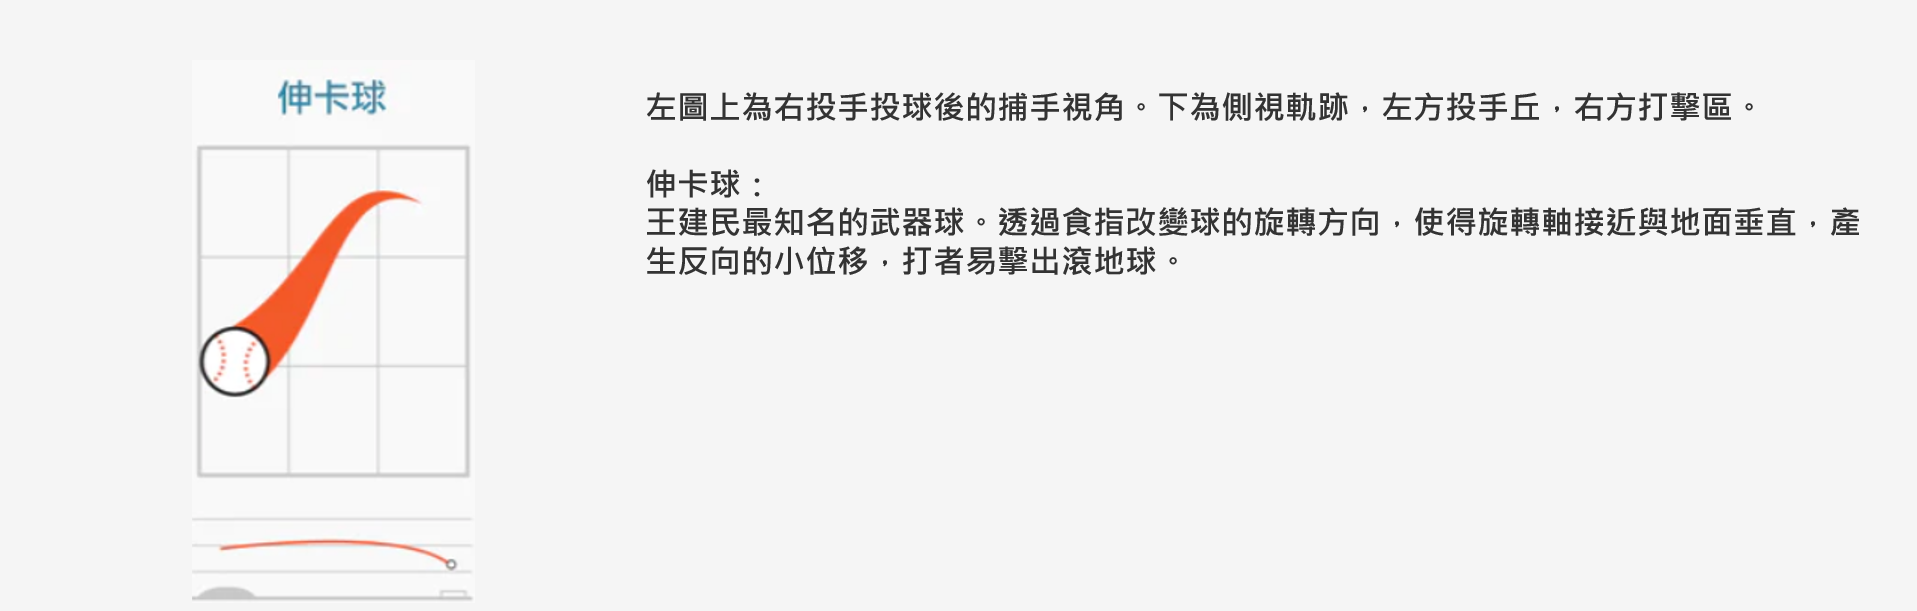 伸卡球
左圖上為右投手投球後的捕手視角。下為側視軌跡，左方投手丘，右方打擊區。
伸卡球：
王建民最知名的武器球。透過食指改變球的旋轉方向，使得旋轉軸接近與地面垂直，產
生反向的小位移，打者易擊出滾地球。